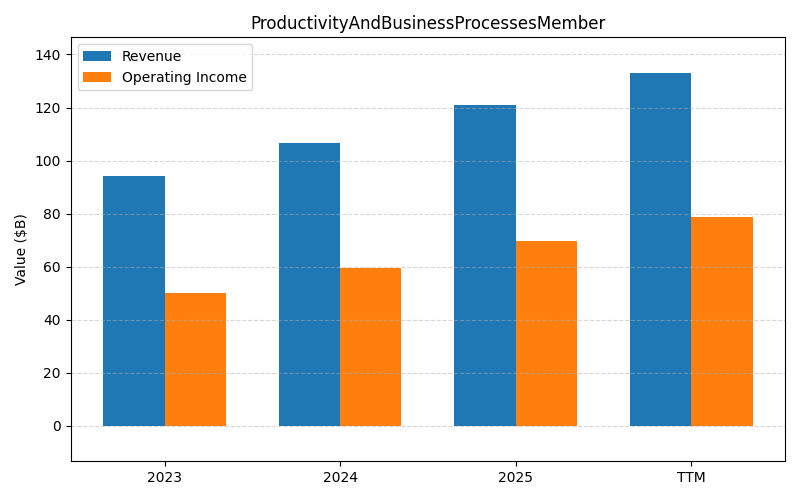 ProductivityAndBusinessProcessesMember
Revenue
Operating Income
Value ($B)
140
120
100
80
60
40
20
0
2023
2024
2025
TTM